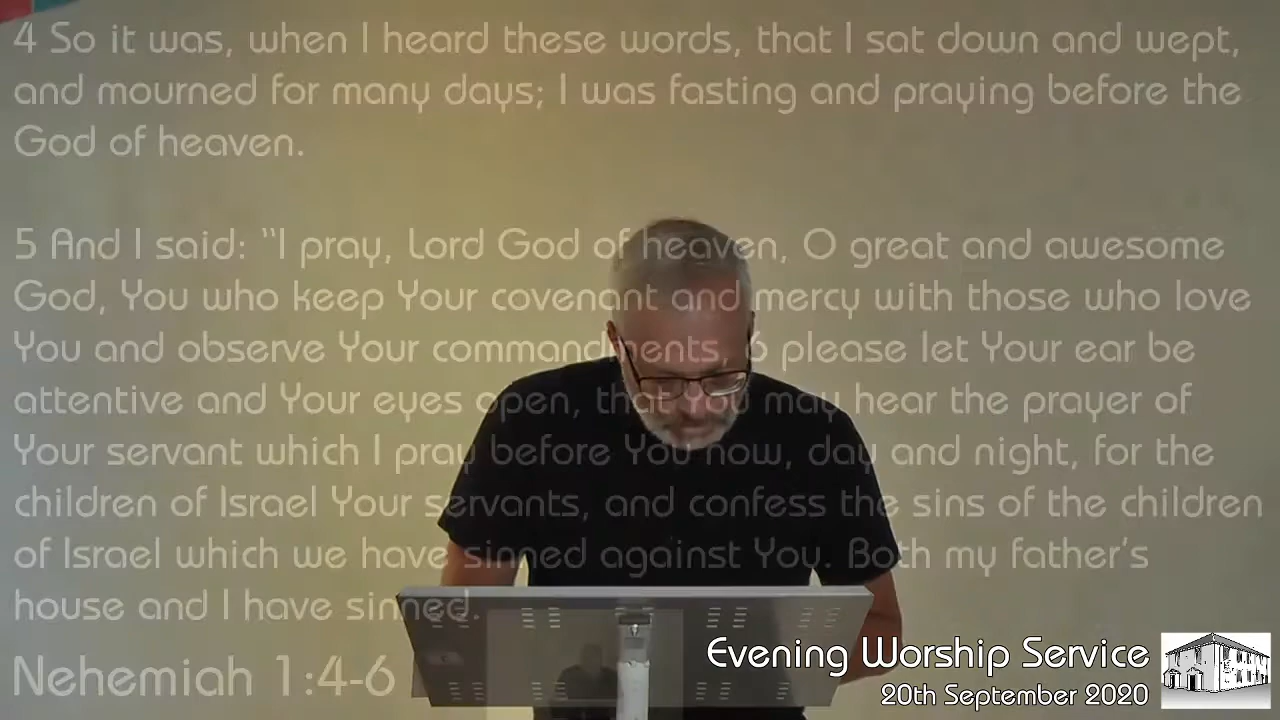 4 So it was, when I heard these words, that I sat down and wept,
and mourned for many days; I was fasting and praying before the
God of heaven.
5 And I said: “I pray, Lord God of heaven, O great and awesome
God, You who keep Your covenant and mercy with those who love
You and observe Your commandments, 6 please let Your ear be
attentive and Your eyes open, that You may hear the prayer of
Your servant which I pray before You now, day and night, for the
children of Israel Your servants, and confess the sins of the children
of Israel which we have sinned against You. Both my father’s
house and I have sinned.
Nehemiah 1:4-6
Evening Worship Service
20th September 2020